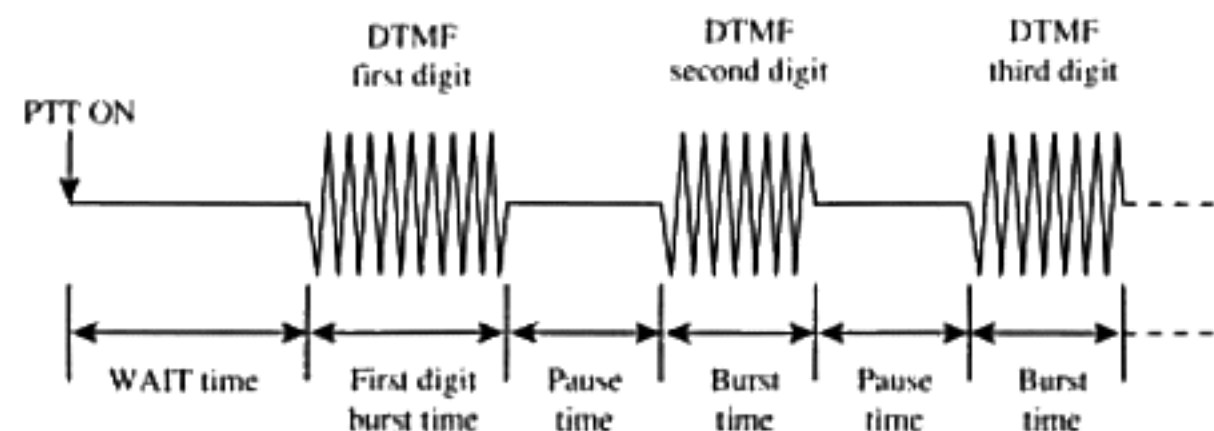 DTMF
first digit
DTMF
second digit
DTMF
third digit
PTT ON
WAIT time
First digit
burst time
Pause
time
Burst
time
Pause
time
Burst
time